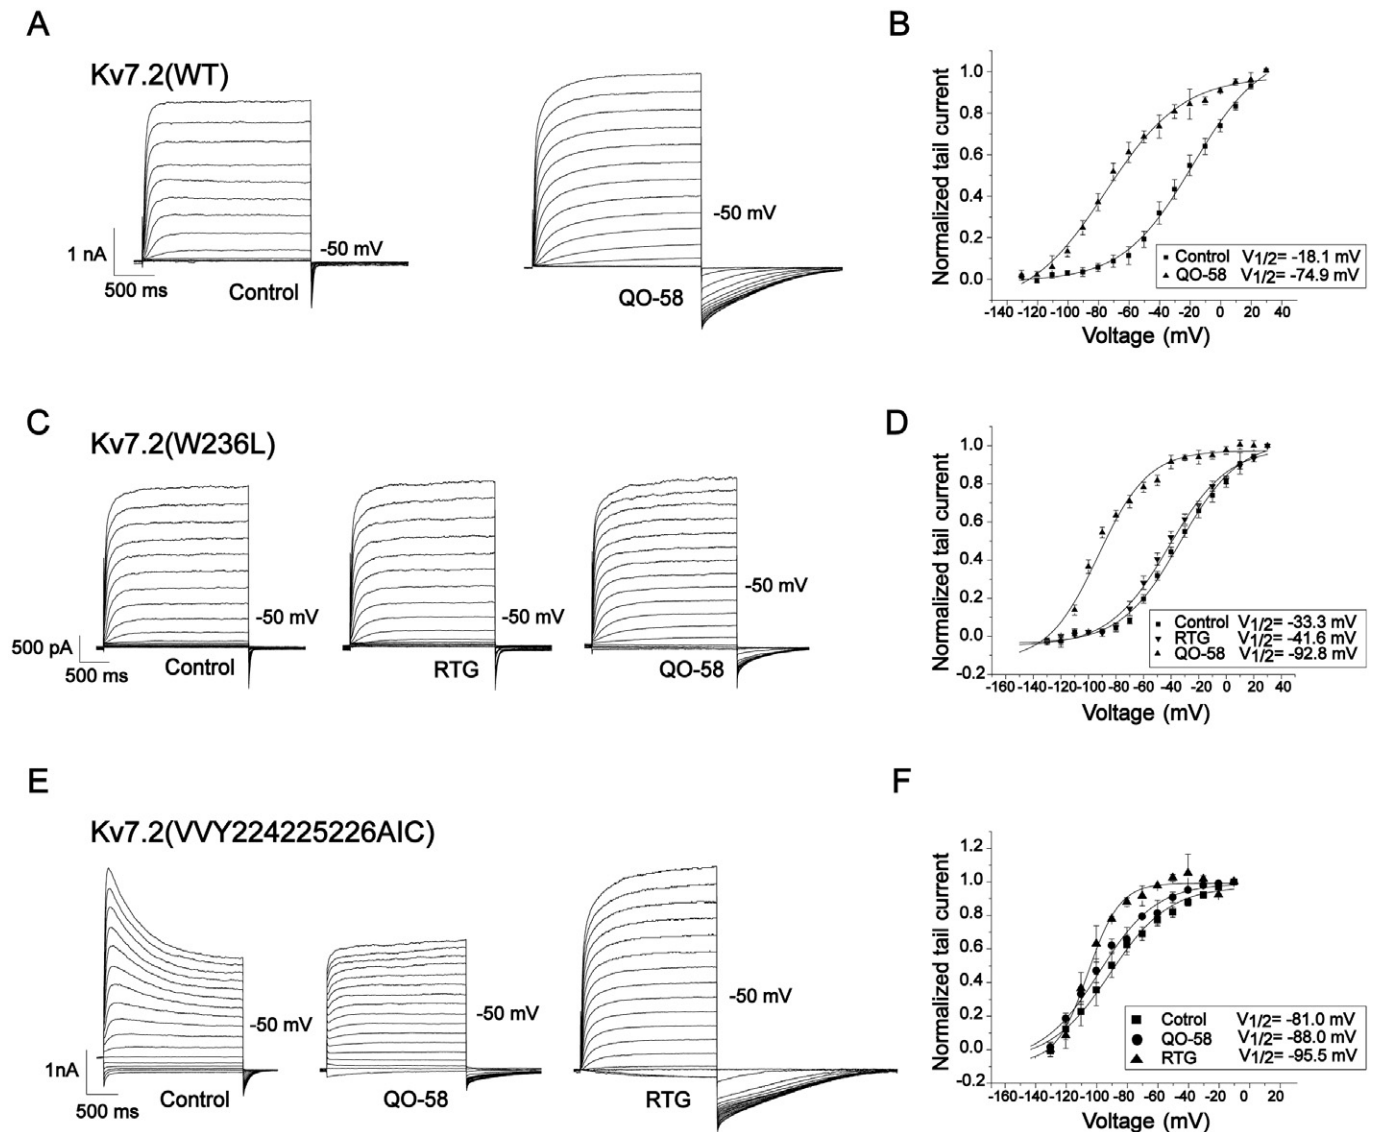 A
Kv7.2(WT)
1 nA
500 ms
Control
-50 mV
QO-58
-50 mV
B
Normalized tail current
1.0
0.8
0.6
0.4
0.2
0.0
Control V1/2= -18.1 mV
QO-58 V1/2= -74.9 mV
-140 -120 -100 -80 -60 -40 -20 0 20 40
Voltage (mV)
C
Kv7.2(W236L)
500 pA
500 ms
Control
-50 mV
RTG
-50 mV
QO-58
-50 mV
D
Normalized tail current
1.0
0.8
0.6
0.4
0.2
0.0
-0.2
Control V1/2= -33.3 mV
RTG V1/2= -41.6 mV
QO-58 V1/2= -92.8 mV
-160 -140 -120 -100 -80 -60 -40 -20 0 20 40
Voltage (mV)
E
Kv7.2(VVY224225226AIC)
1nA
500 ms
Control
-50 mV
QO-58
-50 mV
RTG
-50 mV
F
Normalized tail current
1.2
1.0
0.8
0.6
0.4
0.2
0.0
-0.2
Cotrol V1/2= -81.0 mV
QO-58 V1/2= -88.0 mV
RTG V1/2= -95.5 mV
-160 -140 -120 -100 -80 -60 -40 -20 0 20
Voltage (mV)